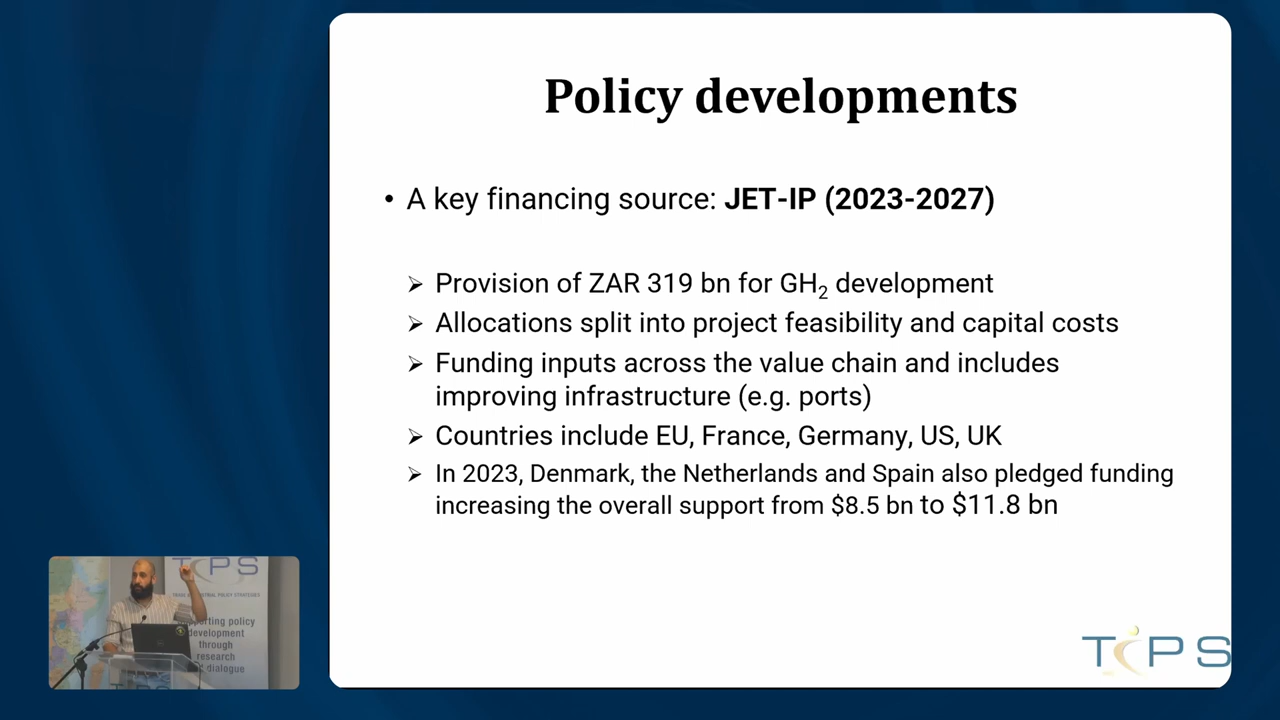 Policy developments
• A key financing source: JET-IP (2023-2027)
➢ Provision of ZAR 319 bn for GH₂ development
➢ Allocations split into project feasibility and capital costs
➢ Funding inputs across the value chain and includes
improving infrastructure (e.g. ports)
➢ Countries include EU, France, Germany, US, UK
➢ In 2023, Denmark, the Netherlands and Spain also pledged funding
increasing the overall support from $8.5 bn to $11.8 bn
TIPS
policy
development
through
research
dialogue
TIPS